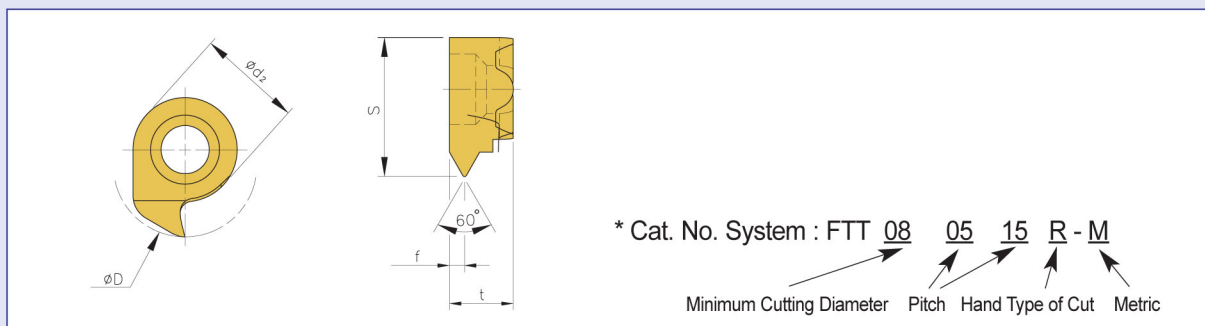 Ød₂
S
60°
f
t
ØD
* Cat. No. System : FTT 08 05 15 R - M
Minimum Cutting Diameter Pitch Hand Type of Cut Metric